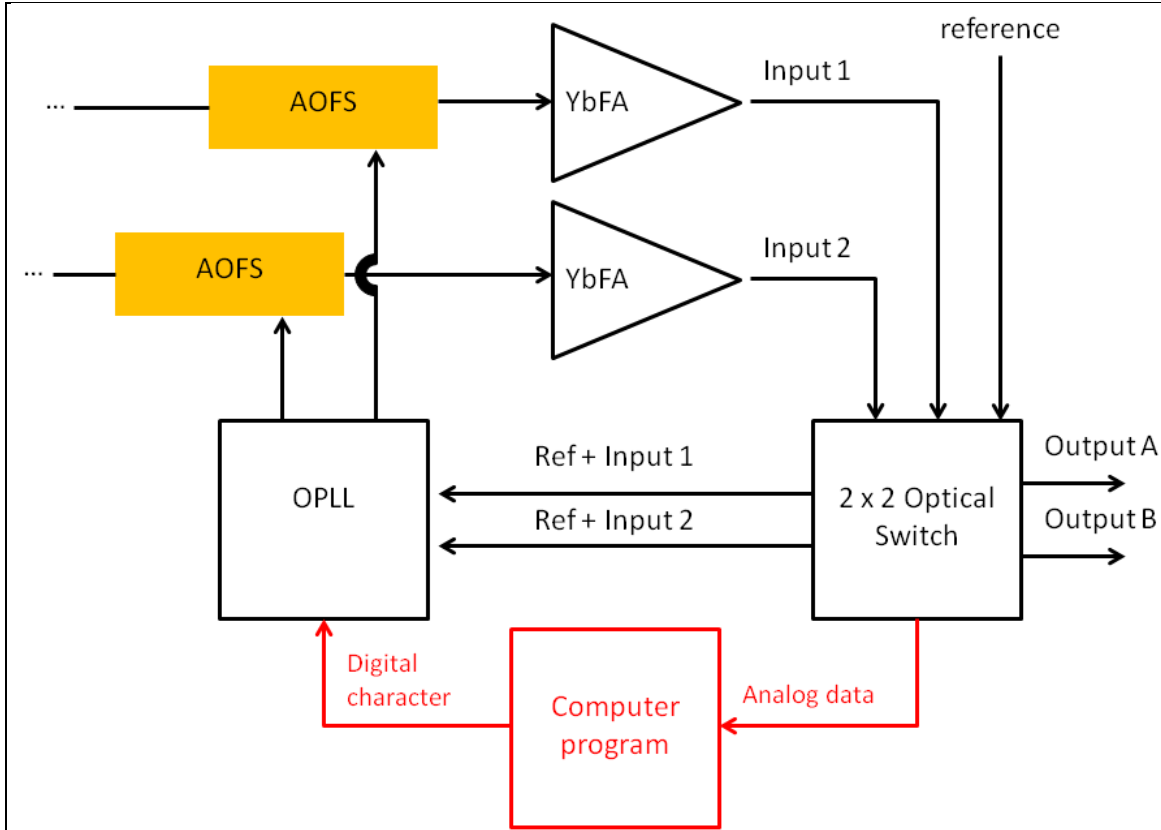 reference
...
AOFS
YbFA
Input 1
...
AOFS
YbFA
Input 2
OPLL
Ref + Input 1
Ref + Input 2
2 x 2 Optical
Switch
Output A
Output B
Digital
character
Computer
program
Analog data